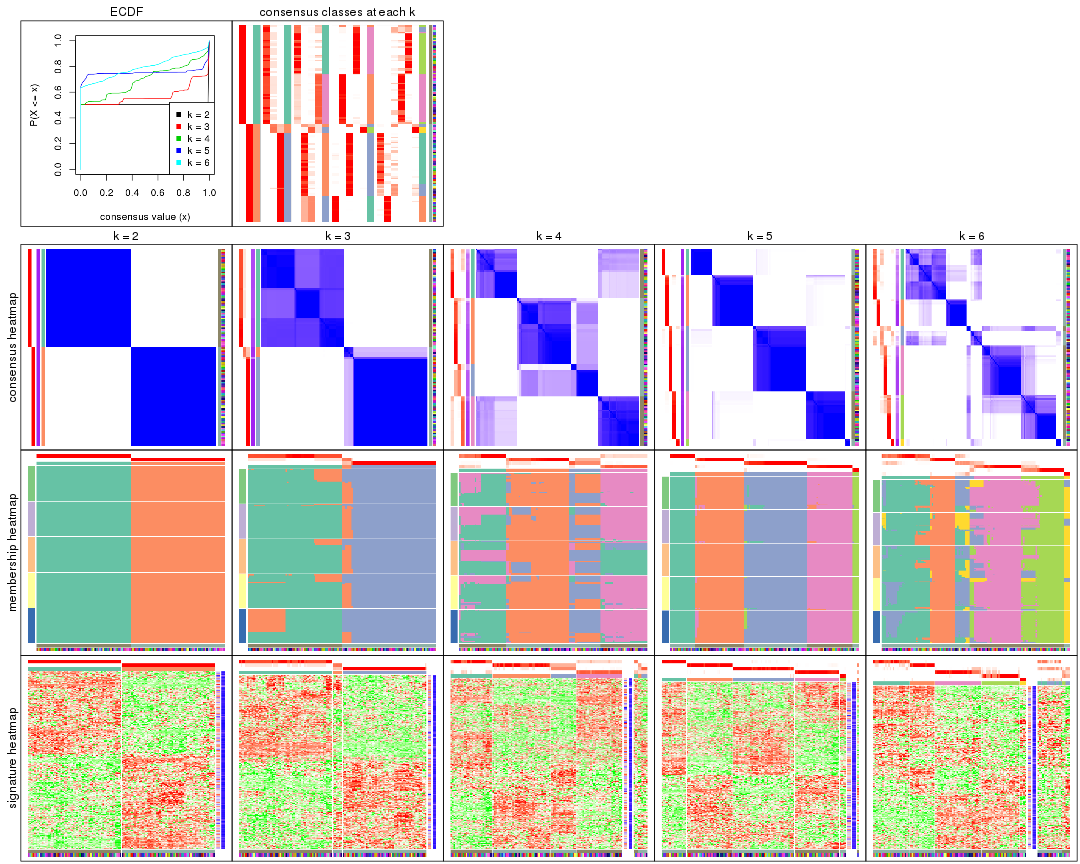 ECDF
consensus classes at each k
P(X <= x)
0.0
0.2
0.4
0.6
0.8
1.0
k = 2
k = 3
k = 4
k = 5
k = 6
0.0 0.2 0.4 0.6 0.8 1.0
consensus value (x)
k = 2
k = 3
k = 4
k = 5
k = 6
consensus heatmap
membership heatmap
signature heatmap